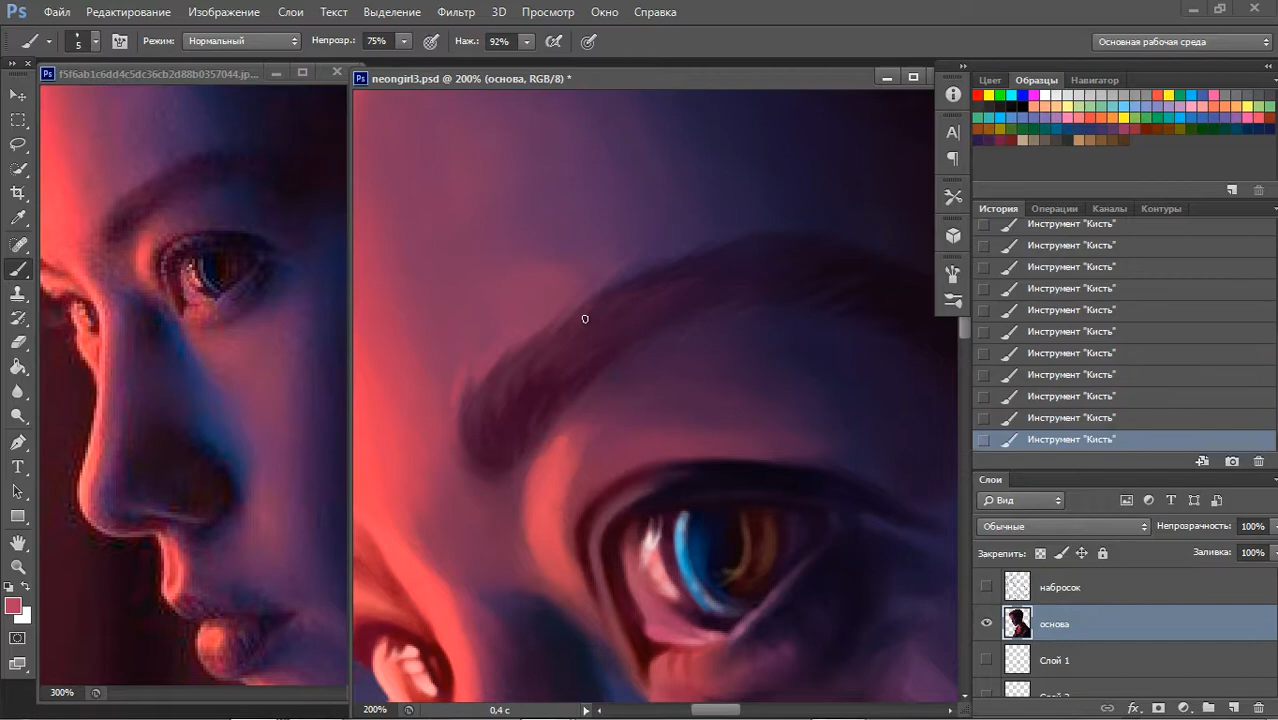 Ps Файл Редактирование Изображение Слои Текст Выделение Фильтр 3D Просмотр Окно Справка
5 Режим: Нормальный Непрозр.: 75% Наж.: 92% Основная рабочая среда
Ps f5f6ab1c6dd4c5dc36cb2d88b0357044.jp...
Ps neongirl3.psd @ 200% (основа, RGB/8) *
Цвет Образцы Навигатор
История Операции Каналы Контуры
Инструмент "Кисть"
Инструмент "Кисть"
Инструмент "Кисть"
Инструмент "Кисть"
Инструмент "Кисть"
Инструмент "Кисть"
Инструмент "Кисть"
Инструмент "Кисть"
Инструмент "Кисть"
Инструмент "Кисть"
Инструмент "Кисть"
Слои
Вид
Обычные Непрозрачность: 100%
Закрепить: Заливка: 100%
набросок
основа
Слой 1
300%
200% 0,4 с